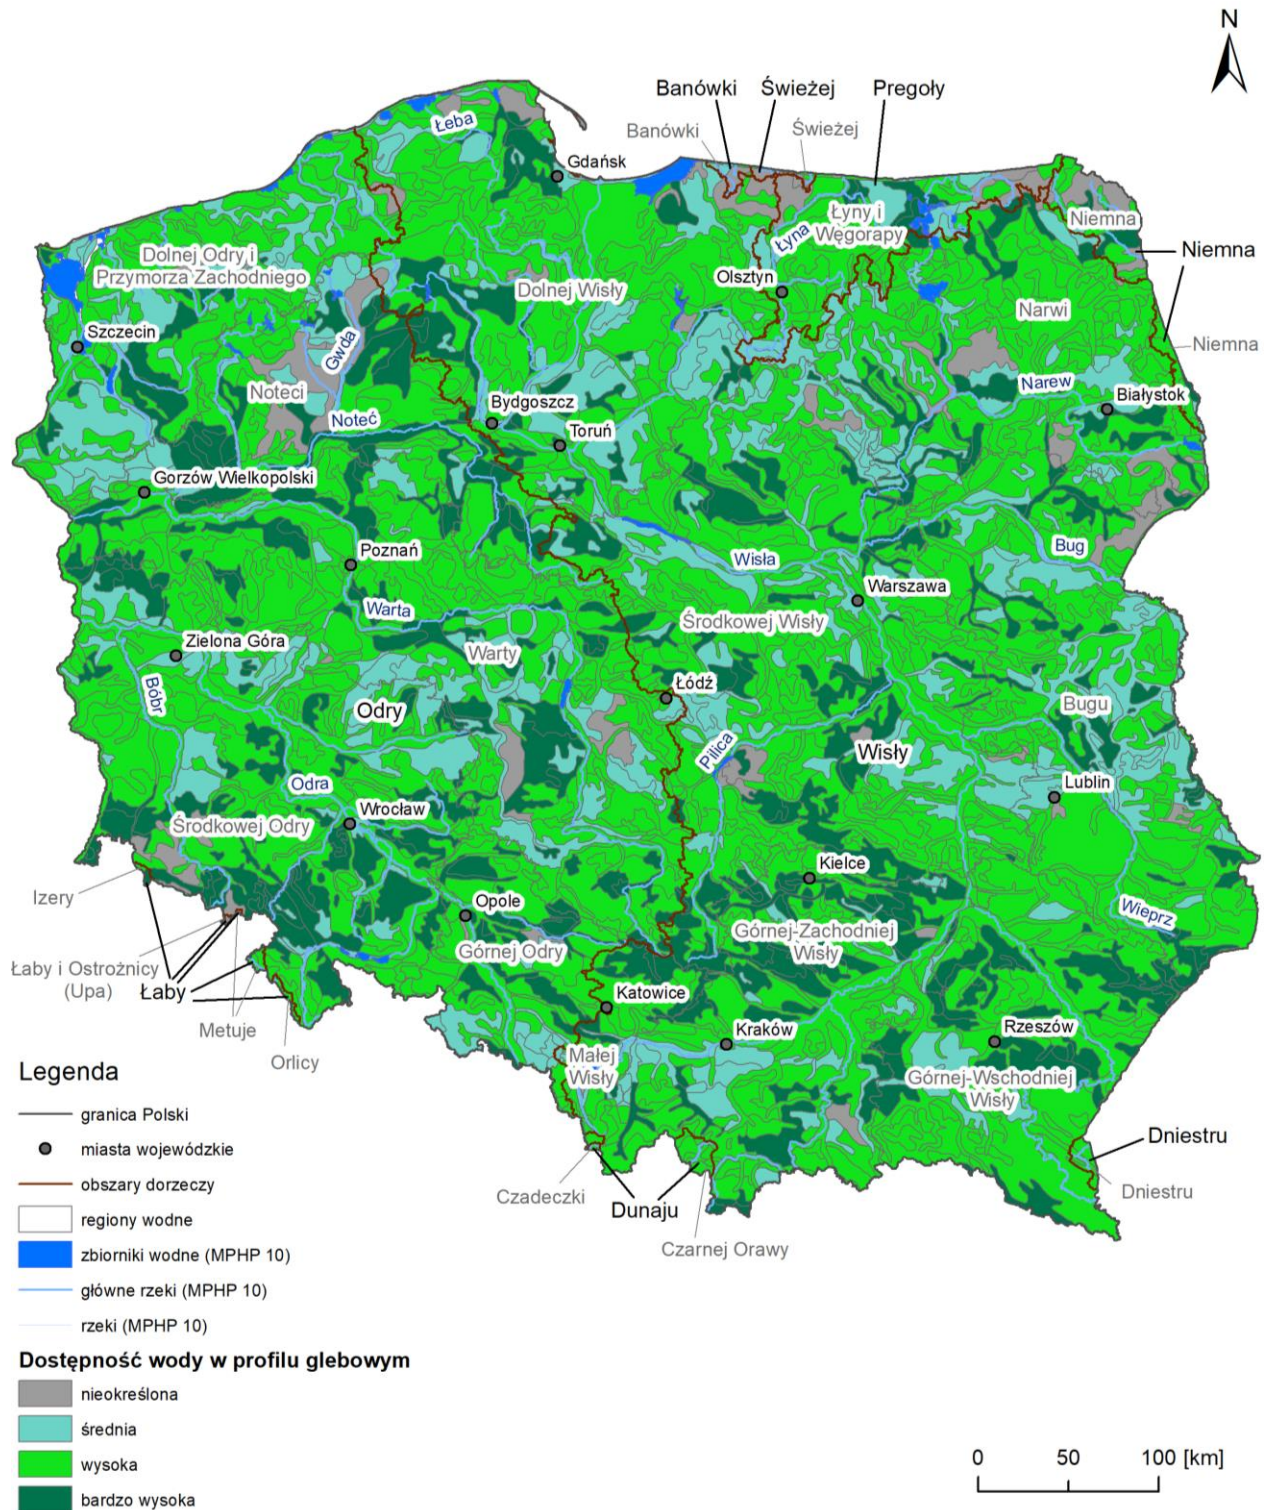 N
Banówki Świeżej Pregoły
Banówki
Świeżej
Łeba
Gdańsk
Łyny i
Węgorapy
Łyna
Niemna
Niemna
Dolnej Odry i
Przymorza Zachodniego
Dolnej Wisły
Olsztyn
Narwi
Szczecin
Gwda
Niemna
Noteci
Narew
Białystok
Bydgoszcz
Noteć
Toruń
Gorzów Wielkopolski
Poznań
Wisła
Bug
Warszawa
Warta
Środkowej Wisły
Zielona Góra
Warty
Bóbr
Łódź
Odry
Bugu
Pilica
Wisły
Odra
Lublin
Wrocław
Środkowej Odry
Kielce
Izery
Opole
Wieprz
Górnej Odry
Górnej-Zachodniej
Wisły
Łaby i Ostrożnicy
(Upa)
Łaby
Metuje
Orlicy
Katowice
Kraków
Rzeszów
Małej
Wisły
Górnej-Wschodniej
Wisły
Dniestru
Dniestru
Czadeczki
Dunaju
Czarnej Orawy
Legenda
granica Polski
miasta wojewódzkie
obszary dorzeczy
regiony wodne
zbiorniki wodne (MPHP 10)
główne rzeki (MPHP 10)
rzeki (MPHP 10)
Dostępność wody w profilu glebowym
nieokreślona
średnia
wysoka
bardzo wysoka
0 50 100 [km]